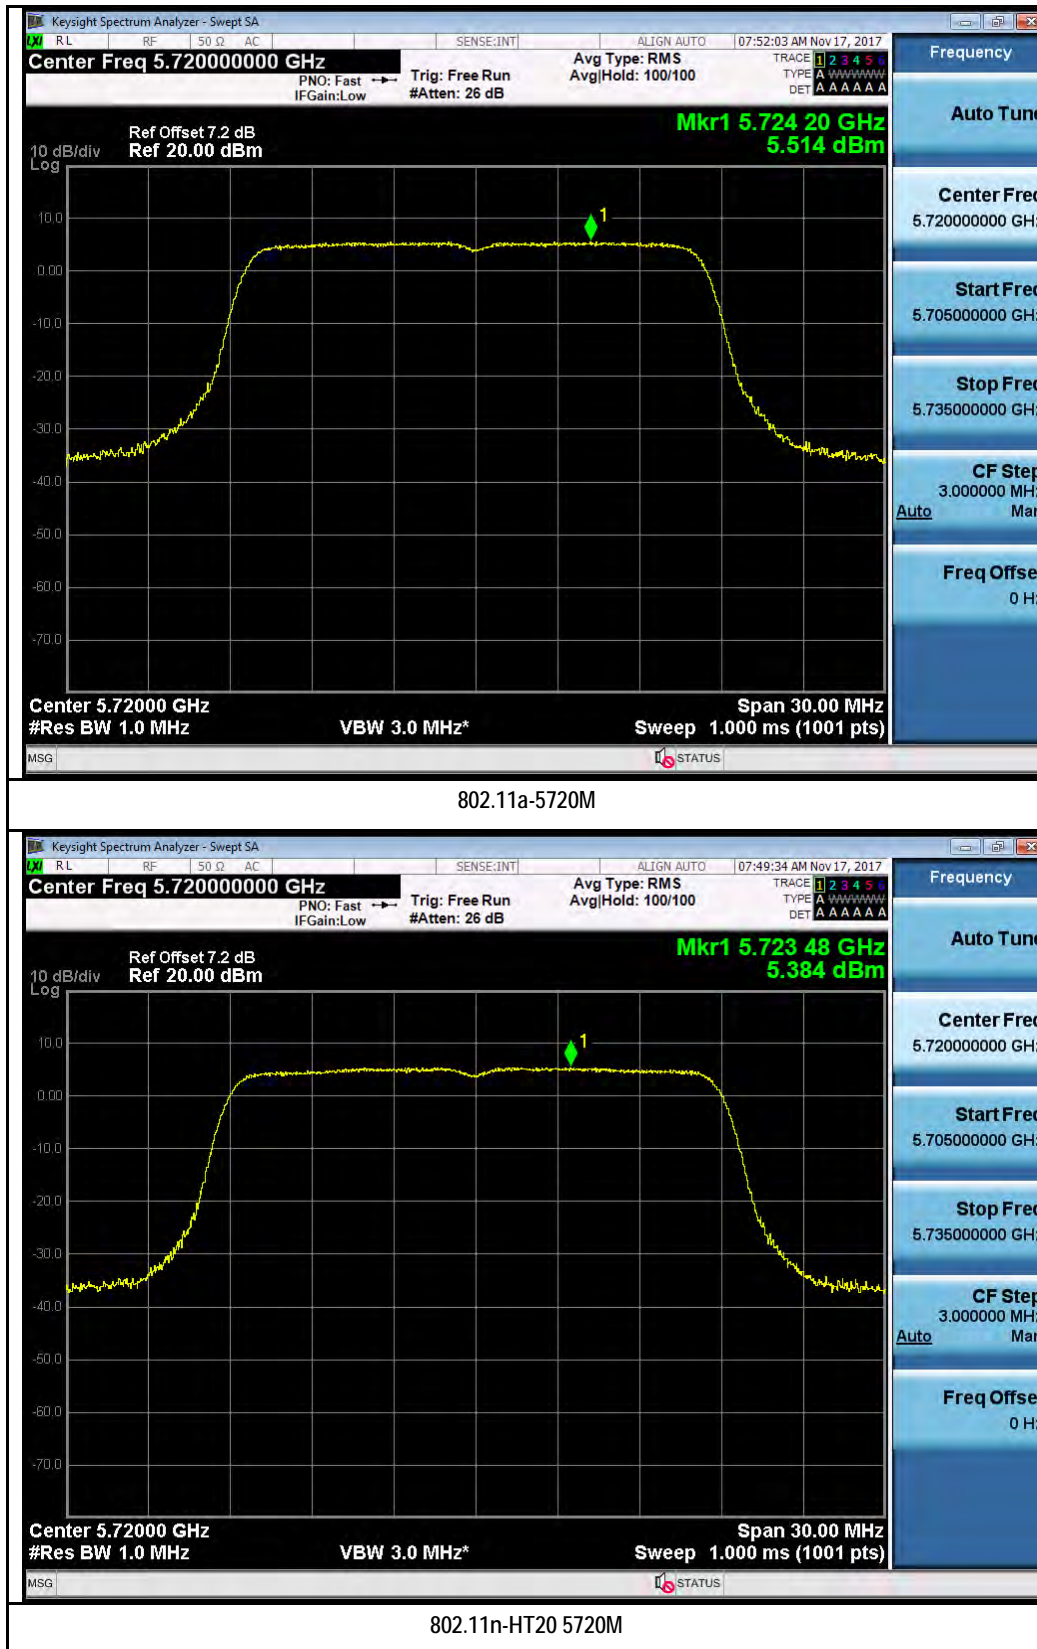 Keysight Spectrum Analyzer - Swept SA
LXI RL RF 50 Ω AC SENSE:INT ALIGN AUTO 07:52:03 AM Nov 17, 2017
Center Freq 5.720000000 GHz
PNO: Fast
IFGain:Low
Trig: Free Run
#Atten: 26 dB
Avg Type: RMS
Avg|Hold: 100/100
TRACE 1 2 3 4 5 6
TYPE A WWWWW
DET A A A A A A
Frequency
Mkr1 5.724 20 GHz
5.514 dBm
Ref Offset 7.2 dB
10 dB/div Ref 20.00 dBm
Log
1
10.0
0.00
-10.0
-20.0
-30.0
-40.0
-50.0
-60.0
-70.0
Center 5.72000 GHz Span 30.00 MHz
#Res BW 1.0 MHz VBW 3.0 MHz* Sweep 1.000 ms (1001 pts)
MSG STATUS
Auto Tune
Center Freq
5.720000000 GH
Start Freq
5.705000000 GH
Stop Freq
5.735000000 GH
CF Step
3.000000 MH
Auto Man
Freq Offse
0 H
802.11a-5720M
Keysight Spectrum Analyzer - Swept SA
LXI RL RF 50 Ω AC SENSE:INT ALIGN AUTO 07:49:34 AM Nov 17, 2017
Center Freq 5.720000000 GHz
PNO: Fast
IFGain:Low
Trig: Free Run
#Atten: 26 dB
Avg Type: RMS
Avg|Hold: 100/100
TRACE 1 2 3 4 5 6
TYPE A WWWWW
DET A A A A A A
Frequency
Mkr1 5.723 48 GHz
5.384 dBm
Ref Offset 7.2 dB
10 dB/div Ref 20.00 dBm
Log
1
10.0
0.00
-10.0
-20.0
-30.0
-40.0
-50.0
-60.0
-70.0
Center 5.72000 GHz Span 30.00 MHz
#Res BW 1.0 MHz VBW 3.0 MHz* Sweep 1.000 ms (1001 pts)
MSG STATUS
Auto Tune
Center Freq
5.720000000 GH
Start Freq
5.705000000 GH
Stop Freq
5.735000000 GH
CF Step
3.000000 MH
Auto Man
Freq Offse
0 H
802.11n-HT20 5720M